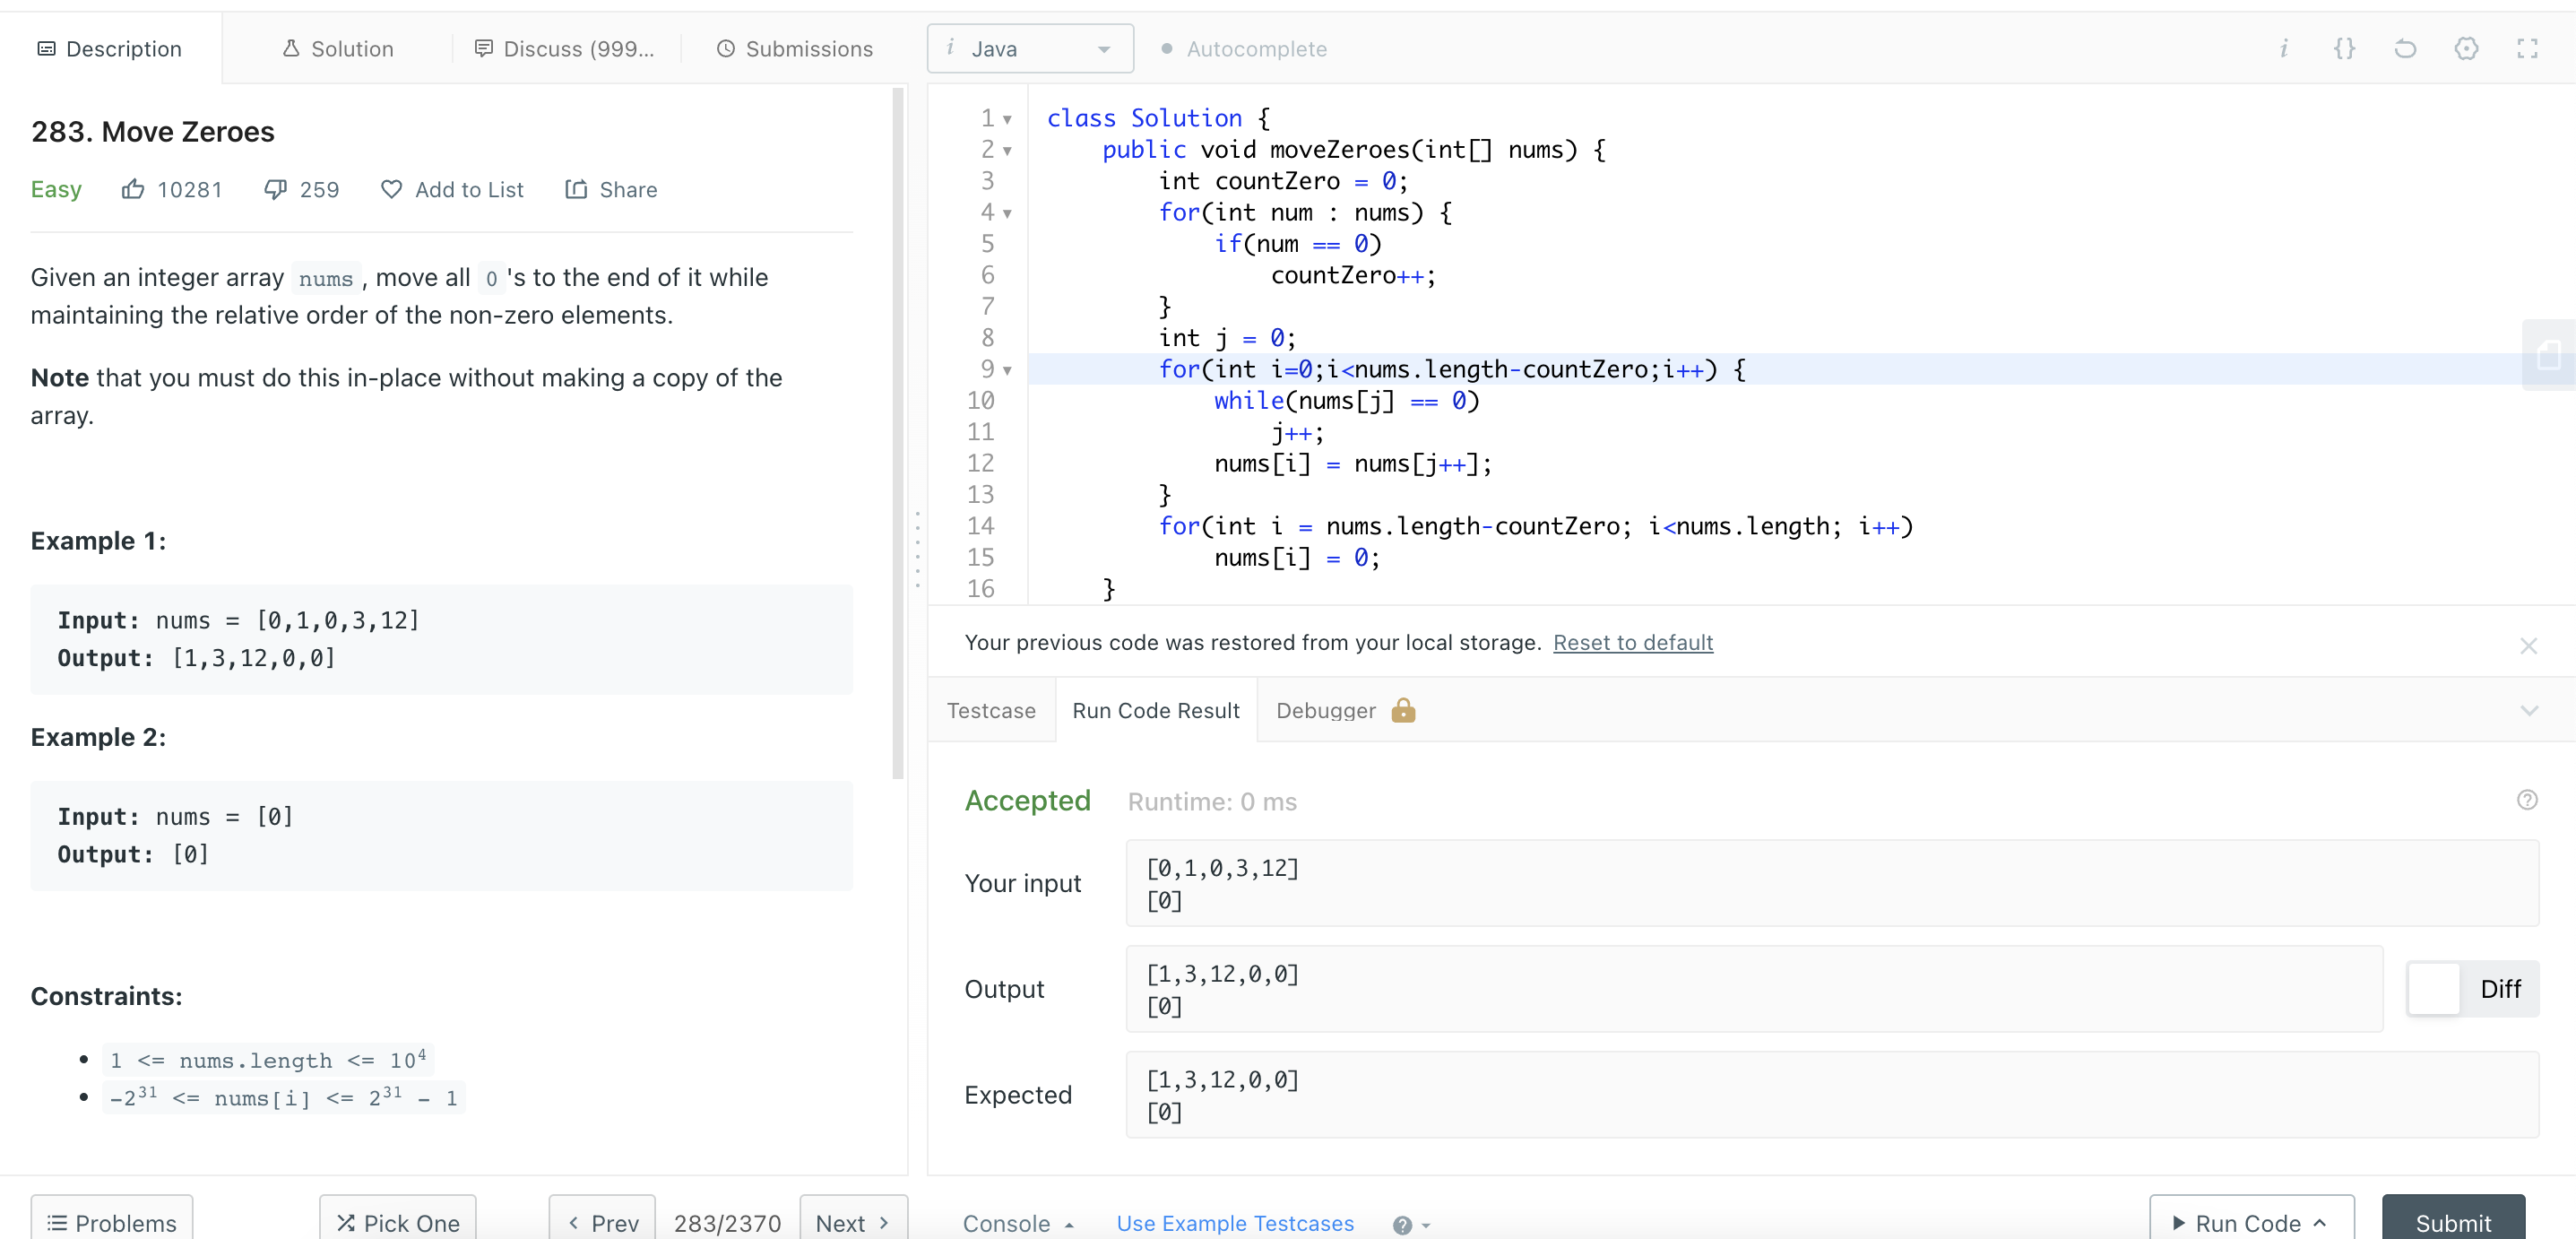 Description
Solution
Discuss (999...
Submissions
i Java
Autocomplete
i {}
283. Move Zeroes
Easy 10281 259 Add to List Share
Given an integer array nums, move all 0's to the end of it while
maintaining the relative order of the non-zero elements.
Note that you must do this in-place without making a copy of the
array.
Example 1:
Input: nums = [0,1,0,3,12]
Output: [1,3,12,0,0]
Example 2:
Input: nums = [0]
Output: [0]
Constraints:
• 1 <= nums.length <= 10⁴
• -2³¹ <= nums[i] <= 2³¹ - 1
1 class Solution {
2     public void moveZeroes(int[] nums) {
3         int countZero = 0;
4         for(int num : nums) {
5             if(num == 0)
6                 countZero++;
7         }
8         int j = 0;
9         for(int i=0;i<nums.length-countZero;i++) {
10             while(nums[j] == 0)
11                 j++;
12             nums[i] = nums[j++];
13         }
14         for(int i = nums.length-countZero; i<nums.length; i++)
15             nums[i] = 0;
16     }
Your previous code was restored from your local storage. Reset to default
Testcase
Run Code Result
Debugger
Accepted Runtime: 0 ms
Your input
[0,1,0,3,12]
[0]
Output
[1,3,12,0,0]
[0]
Diff
Expected
[1,3,12,0,0]
[0]
Problems
Pick One
Prev
283/2370
Next
Console
Use Example Testcases
Run Code
Submit